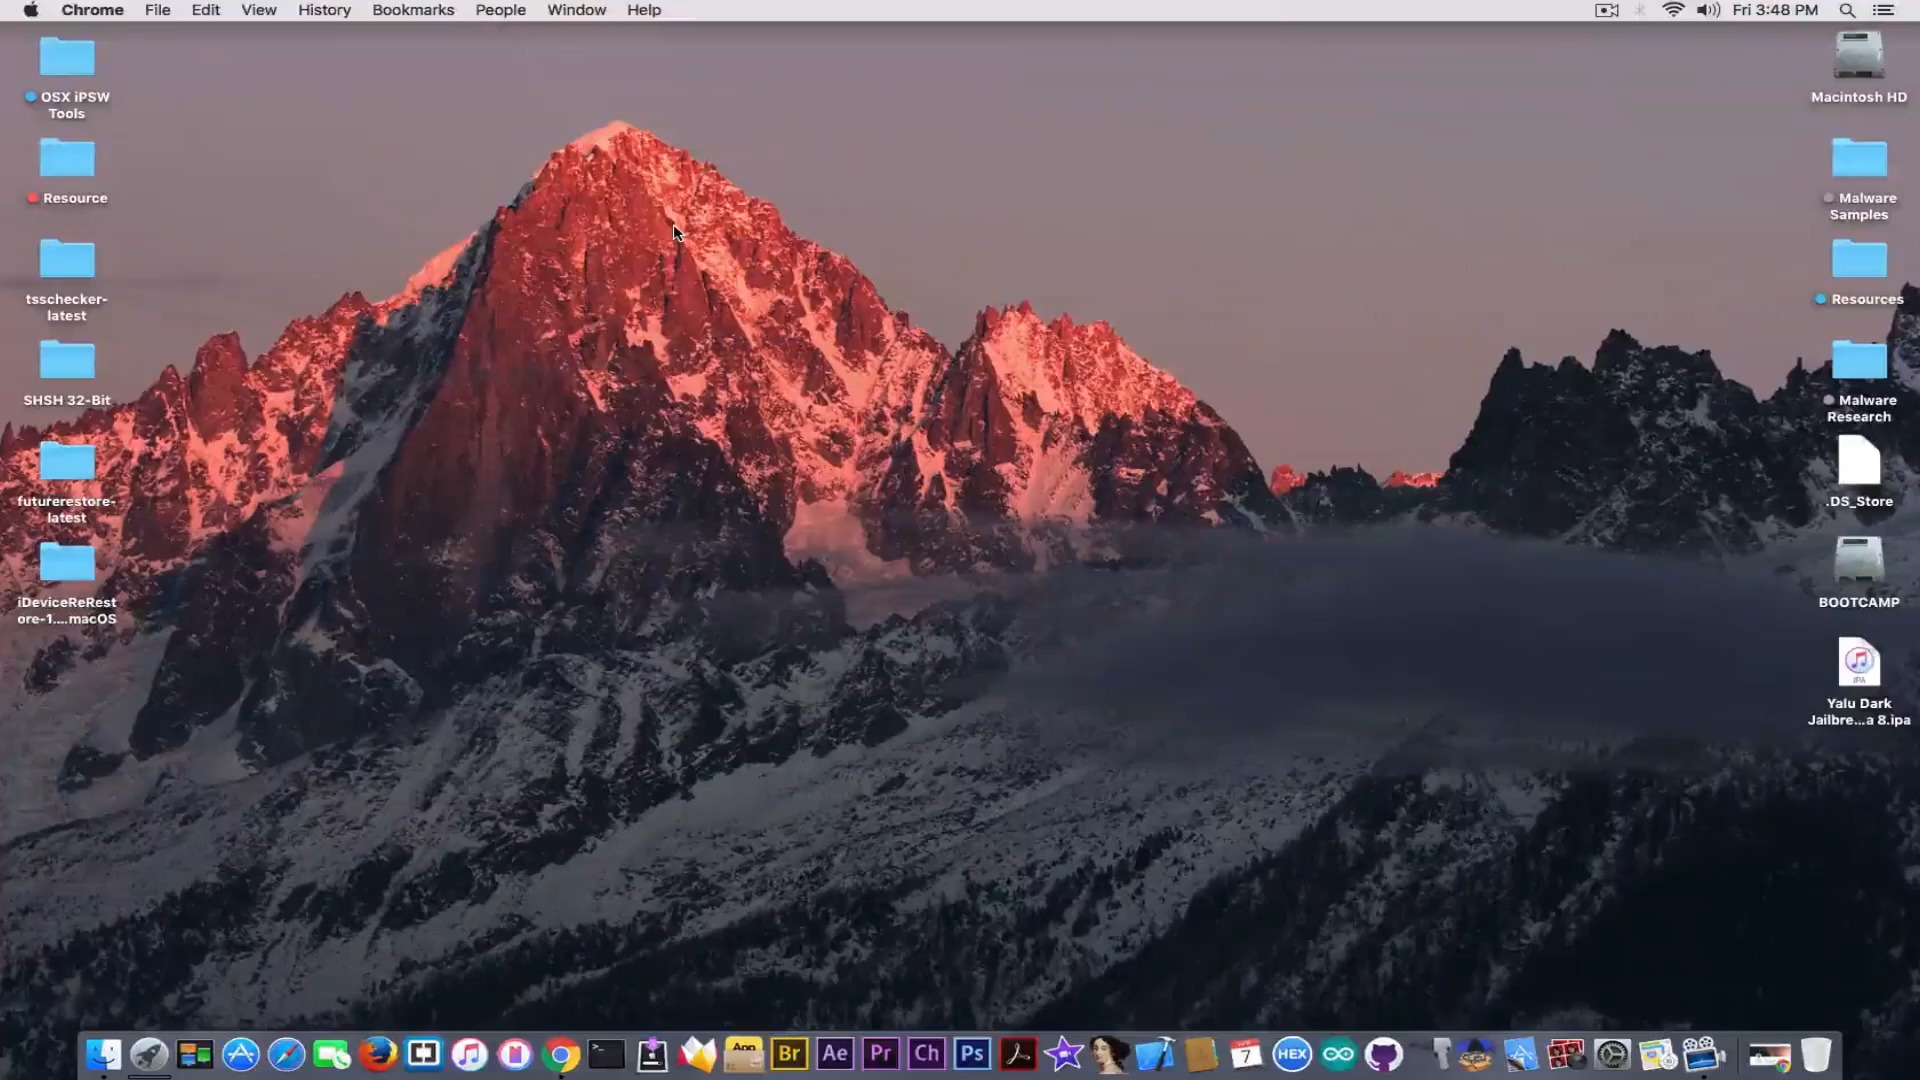 Chrome File Edit View History Bookmarks People Window Help Fri 3:48 PM
OSX iPSW
Tools
Resource
tsschecker-
latest
SHSH 32-Bit
futurerestore-
latest
iDeviceReRest
ore-1....macOS
Macintosh HD
Malware
Samples
Resources
Malware
Research
.DS_Store
BOOTCAMP
IPA
Yalu Dark
Jailbre...a 8.ipa
App Br Ae Pr Ch Ps 7 HEX